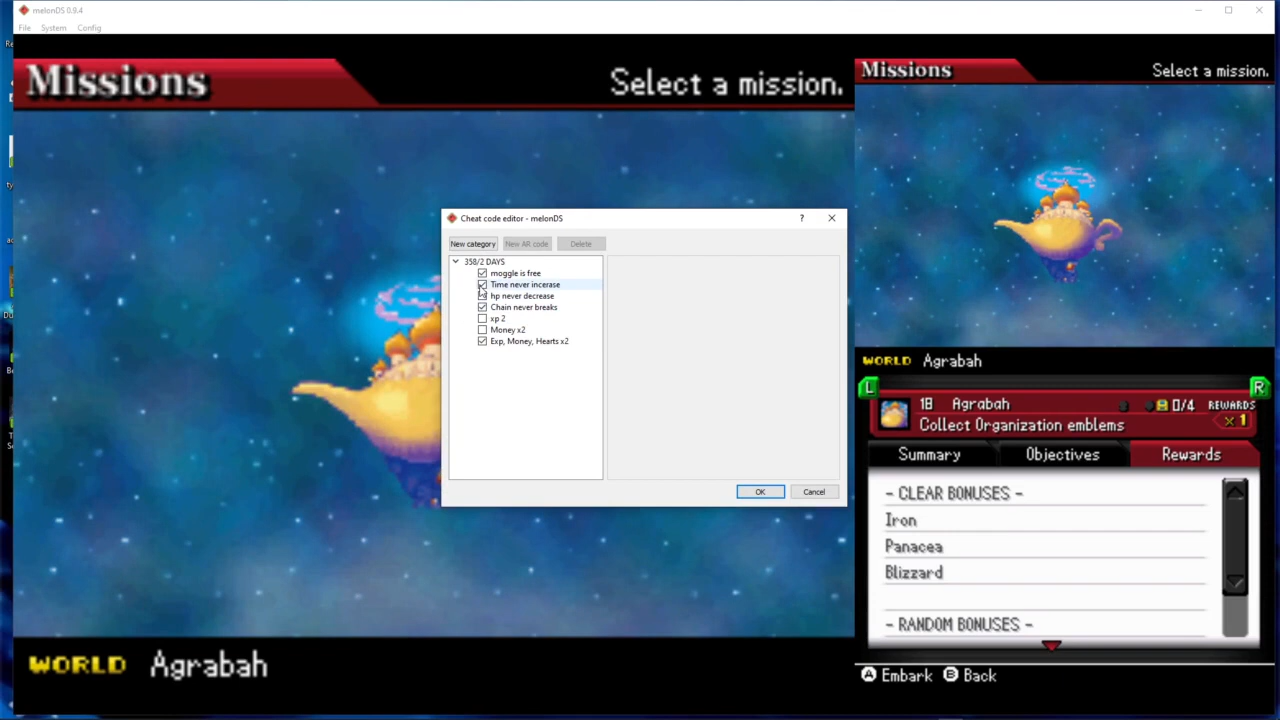 melonDS 0.9.4
File System Config
Missions
Select a mission.
WORLD Agrabah
Cheat code editor - melonDS
?
New category New AR code Delete
358/2 DAYS
moggle is free
Time never incerase
hp never decrease
Chain never breaks
xp 2
Money x2
Exp, Money, Hearts x2
OK Cancel
Missions
Select a mission.
WORLD Agrabah
L R
18 Agrabah 0/4 REWARDS
Collect Organization emblems x 1
Summary Objectives Rewards
- CLEAR BONUSES -
Iron
Panacea
Blizzard
- RANDOM BONUSES -
A Embark B Back